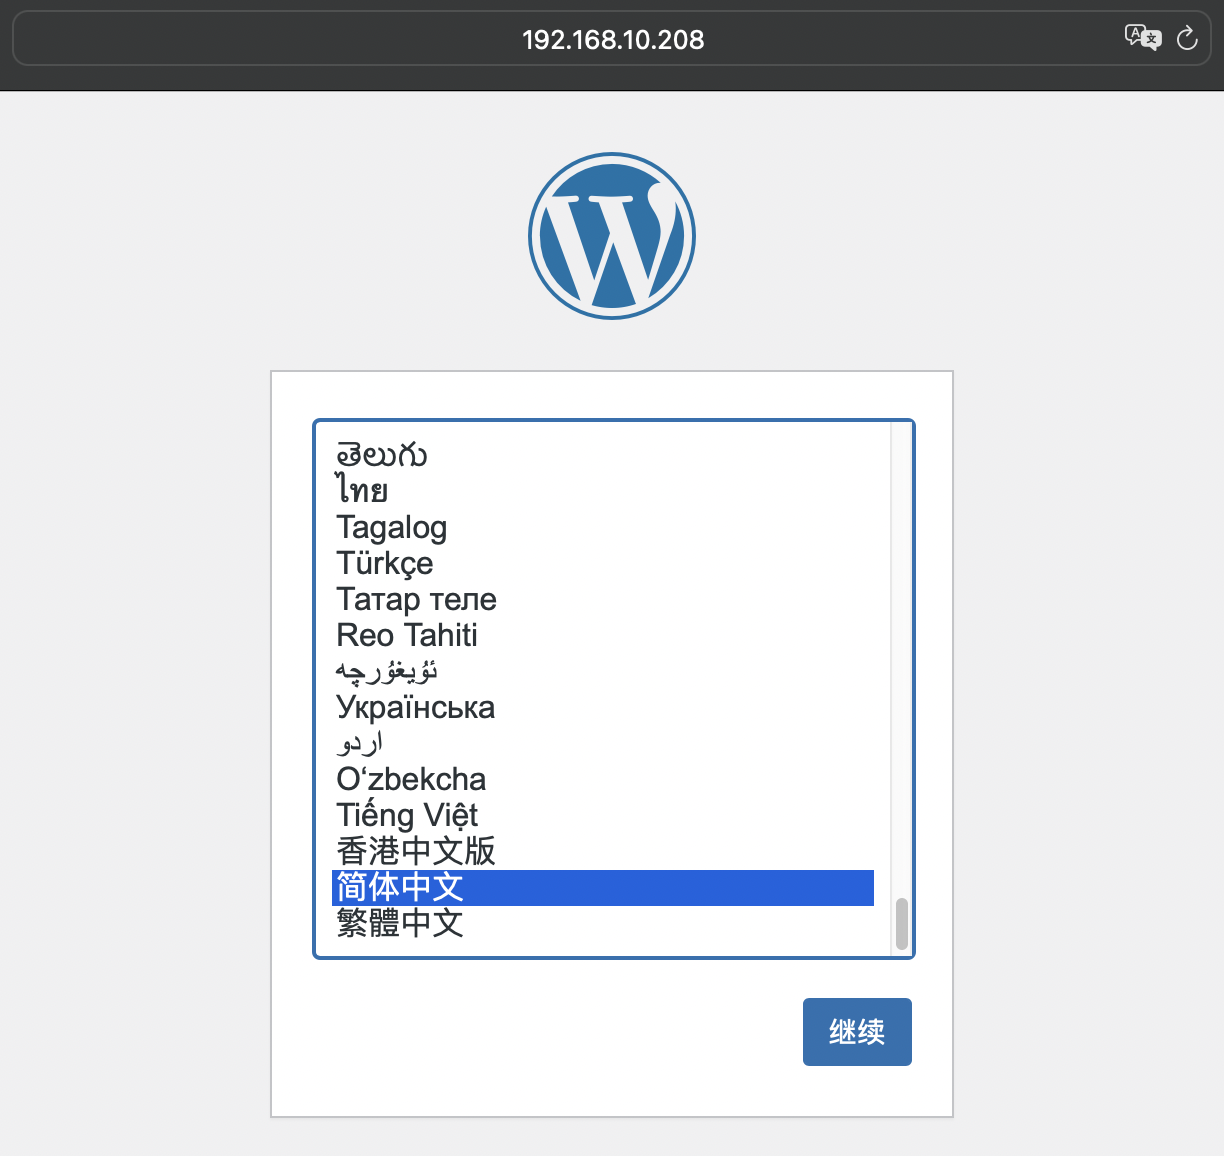 192.168.10.208
తెలుగు
ไทย
Tagalog
Türkçe
Татар теле
Reo Tahiti
ئۇيغۇرچە
Українська
اردو
O‘zbekcha
Tiếng Việt
香港中文版
简体中文
繁體中文
继续